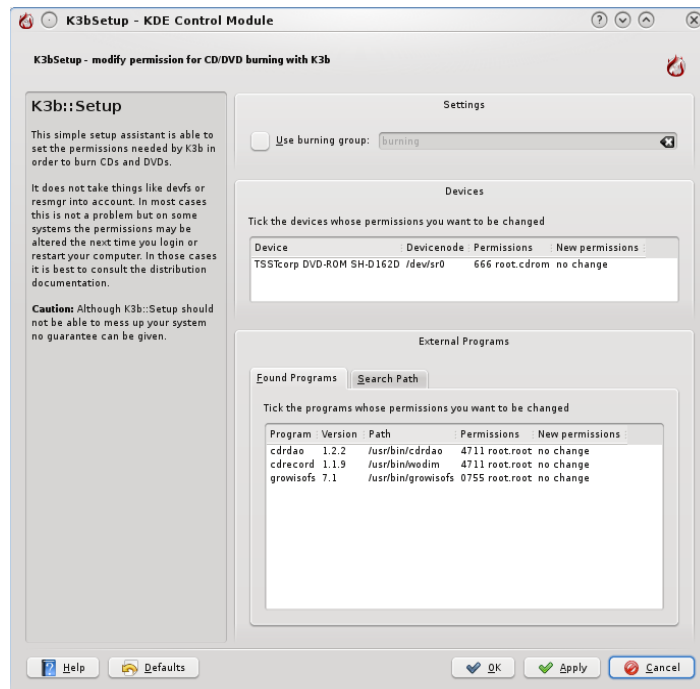 K3bSetup - KDE Control Module
K3bSetup - modify permission for CD/DVD burning with K3b
K3b::Setup
This simple setup assistant is able to
set the permissions needed by K3b in
order to burn CDs and DVDs.
It does not take things like devfs or
resmgr into account. In most cases
this is not a problem but on some
systems the permissions may be
altered the next time you login or
restart your computer. In those cases
it is best to consult the distribution
documentation.
Caution: Although K3b::Setup should
not be able to mess up your system
no guarantee can be given.
Settings
Use burning group: burning
Devices
Tick the devices whose permissions you want to be changed
Device Devicenode Permissions New permissions
TSSTcorp DVD-ROM SH-D162D /dev/sr0 666 root.cdrom no change
External Programs
Found Programs Search Path
Tick the programs whose permissions you want to be changed
Program Version Path Permissions New permissions
cdrdao 1.2.2 /usr/bin/cdrdao 4711 root.root no change
cdrecord 1.1.9 /usr/bin/wodim 4711 root.root no change
growisofs 7.1 /usr/bin/growisofs 0755 root.root no change
Help Defaults OK Apply Cancel